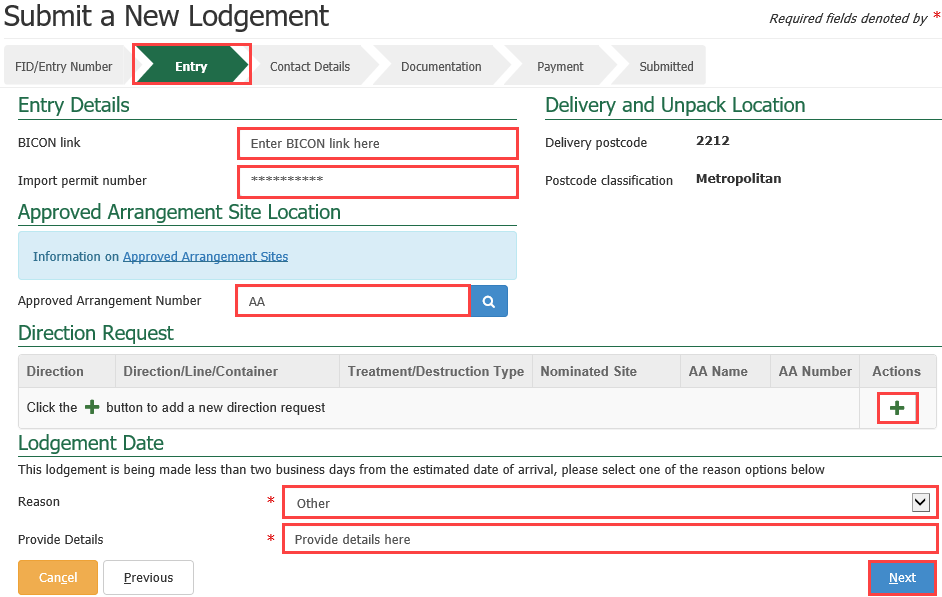 Submit a New Lodgement
Required fields denoted by *
FID/Entry Number Entry Contact Details Documentation Payment Submitted
Entry Details
BICON link Enter BICON link here
Import permit number **********
Delivery and Unpack Location
Delivery postcode 2212
Postcode classification Metropolitan
Approved Arrangement Site Location
Information on Approved Arrangement Sites
Approved Arrangement Number AA
Direction Request
Direction Direction/Line/Container Treatment/Destruction Type Nominated Site AA Name AA Number Actions
Click the + button to add a new direction request +
Lodgement Date
This lodgement is being made less than two business days from the estimated date of arrival, please select one of the reason options below
Reason * Other
Provide Details * Provide details here
Cancel Previous Next